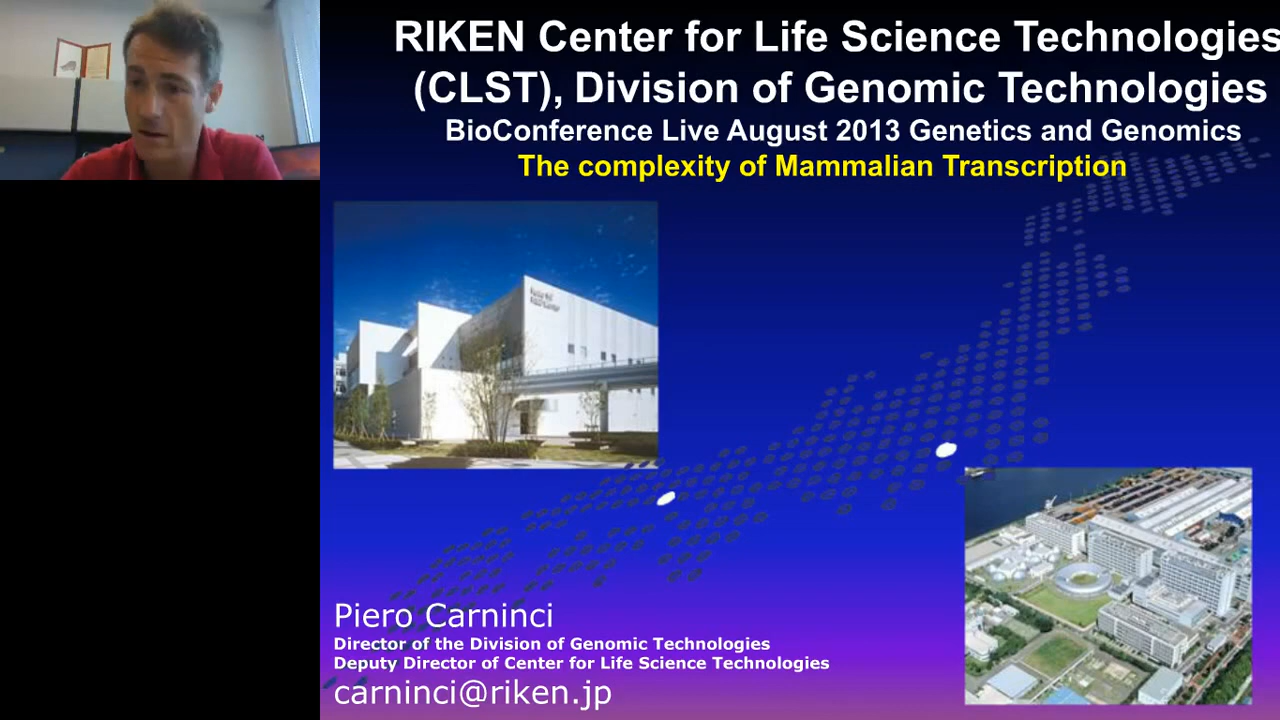 RIKEN Center for Life Science Technologies
(CLST), Division of Genomic Technologies
BioConference Live August 2013 Genetics and Genomics
The complexity of Mammalian Transcription
Piero Carninci
Director of the Division of Genomic Technologies
Deputy Director of Center for Life Science Technologies
carninci@riken.jp